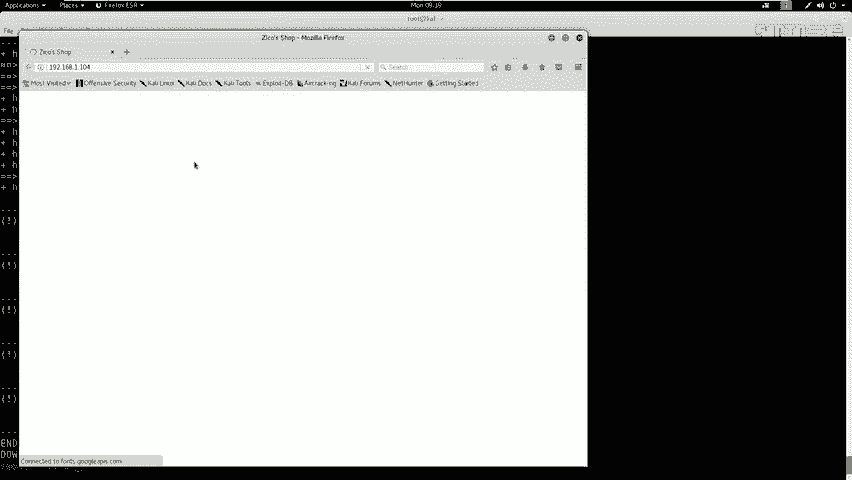 Applications Places Firefox ESR Mon 09:39
root@kali: ~
File
Zico's Shop - Mozilla Firefox
Zico's Shop
192.168.1.104 Search
Most Visited Offensive Security Kali Linux Kali Docs Kali Tools Exploit-DB Aircrack-ng Kali Forums NetHunter Getting Started
---
+ h
==>
==>
==>
+ h
+ h
==>
+ h
+ h
+ h
+ h
==>
+ h
---
(!)
---
(!)
---
(!)
---
(!)
---
(!)
---
END
DOW
Connected to fonts.googleapis.com…